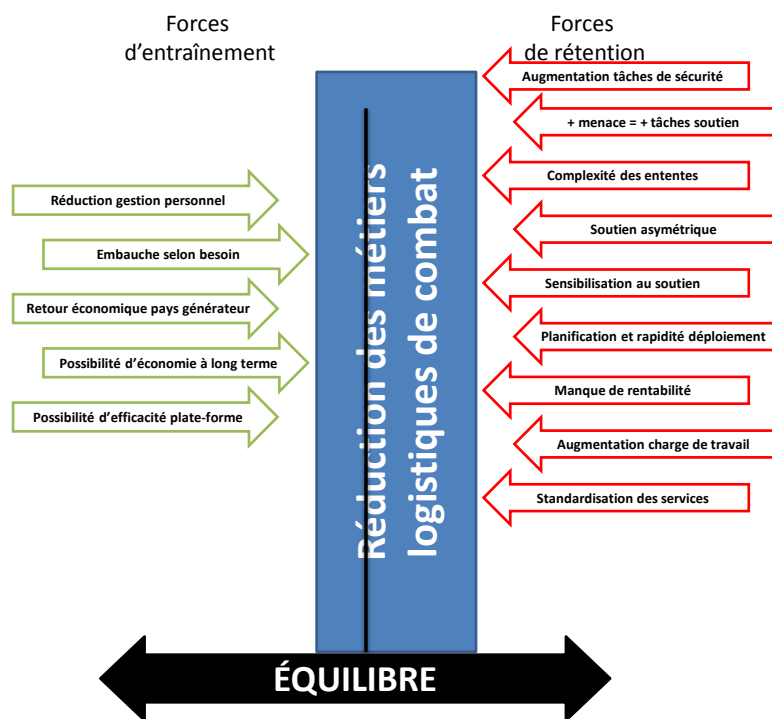 Forces
d'entraînement
Forces
de rétention
Réduction gestion personnel
Embauche selon besoin
Retour économique pays générateur
Possibilité d'économie à long terme
Possibilité d'efficacité plate-forme
Réduction des métiers
logistiques de combat
Augmentation tâches de sécurité
+ menace = + tâches soutien
Complexité des ententes
Soutien asymétrique
Sensibilisation au soutien
Planification et rapidité déploiement
Manque de rentabilité
Augmentation charge de travail
Standardisation des services
ÉQUILIBRE